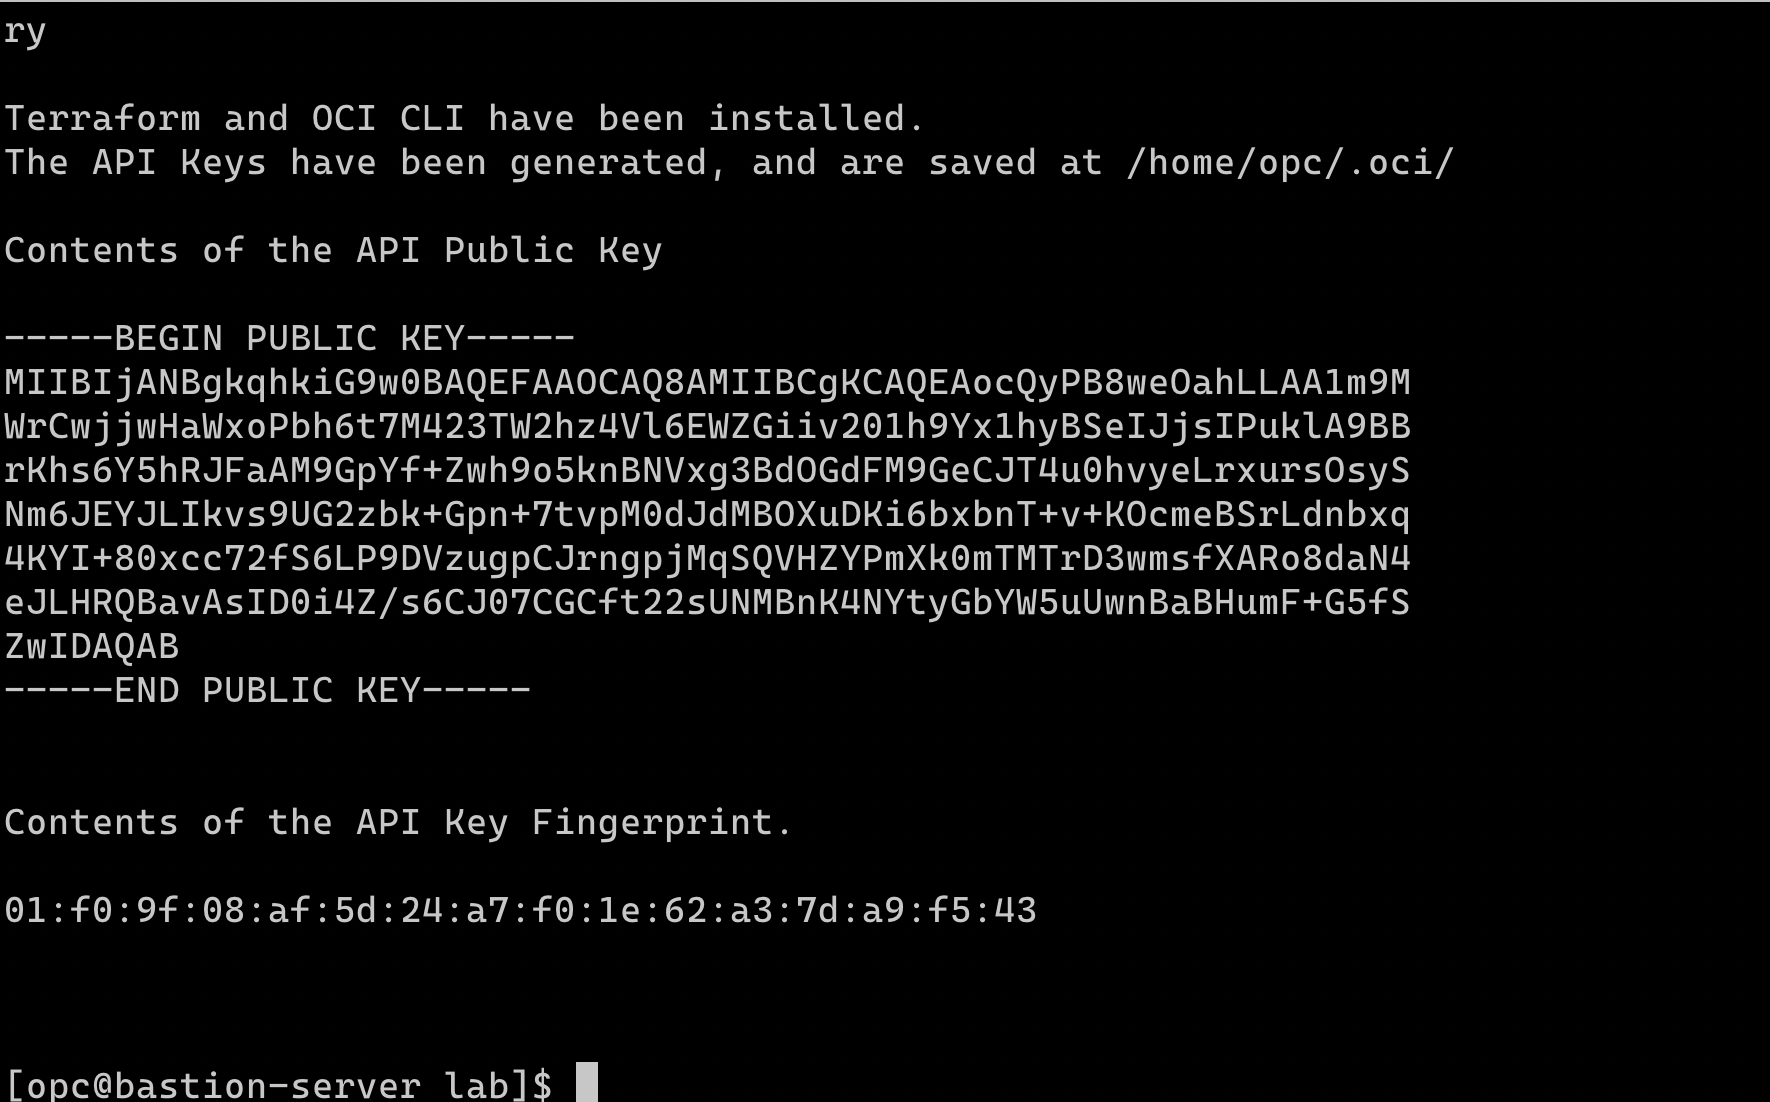 ry
Terraform and OCI CLI have been installed.
The API Keys have been generated, and are saved at /home/opc/.oci/
Contents of the API Public Key
-----BEGIN PUBLIC KEY-----
MIIBIjANBgkqhkiG9w0BAQEFAAOCAQ8AMIIBCgKCAQEAocQyPB8weOahLLAA1m9M
WrCwjjwHaWxoPbh6t7M423TW2hz4Vl6EWZGiiv201h9Yx1hyBSeIJjsIPuklA9BB
rKhs6Y5hRJFaAM9GpYf+Zwh9o5knBNVxg3BdOGdFM9GeCJT4u0hvyeLrxursOsyS
Nm6JEYJLIkvs9UG2zbk+Gpn+7tvpM0dJdMBOXuDKi6bxbnT+v+KOcmeBSrLdnbxq
4KYI+80xcc72fS6LP9DVzugpCJrngpjMqSQVHZYPmXk0mTMTrD3wmsfXARo8daN4
eJLHRQBavAsID0i4Z/s6CJ07CGCft22sUNMBnK4NYtyGbYW5uUwnBaBHumF+G5fS
ZwIDAQAB
-----END PUBLIC KEY-----
Contents of the API Key Fingerprint.
01:f0:9f:08:af:5d:24:a7:f0:1e:62:a3:7d:a9:f5:43
[opc@bastion-server lab]$